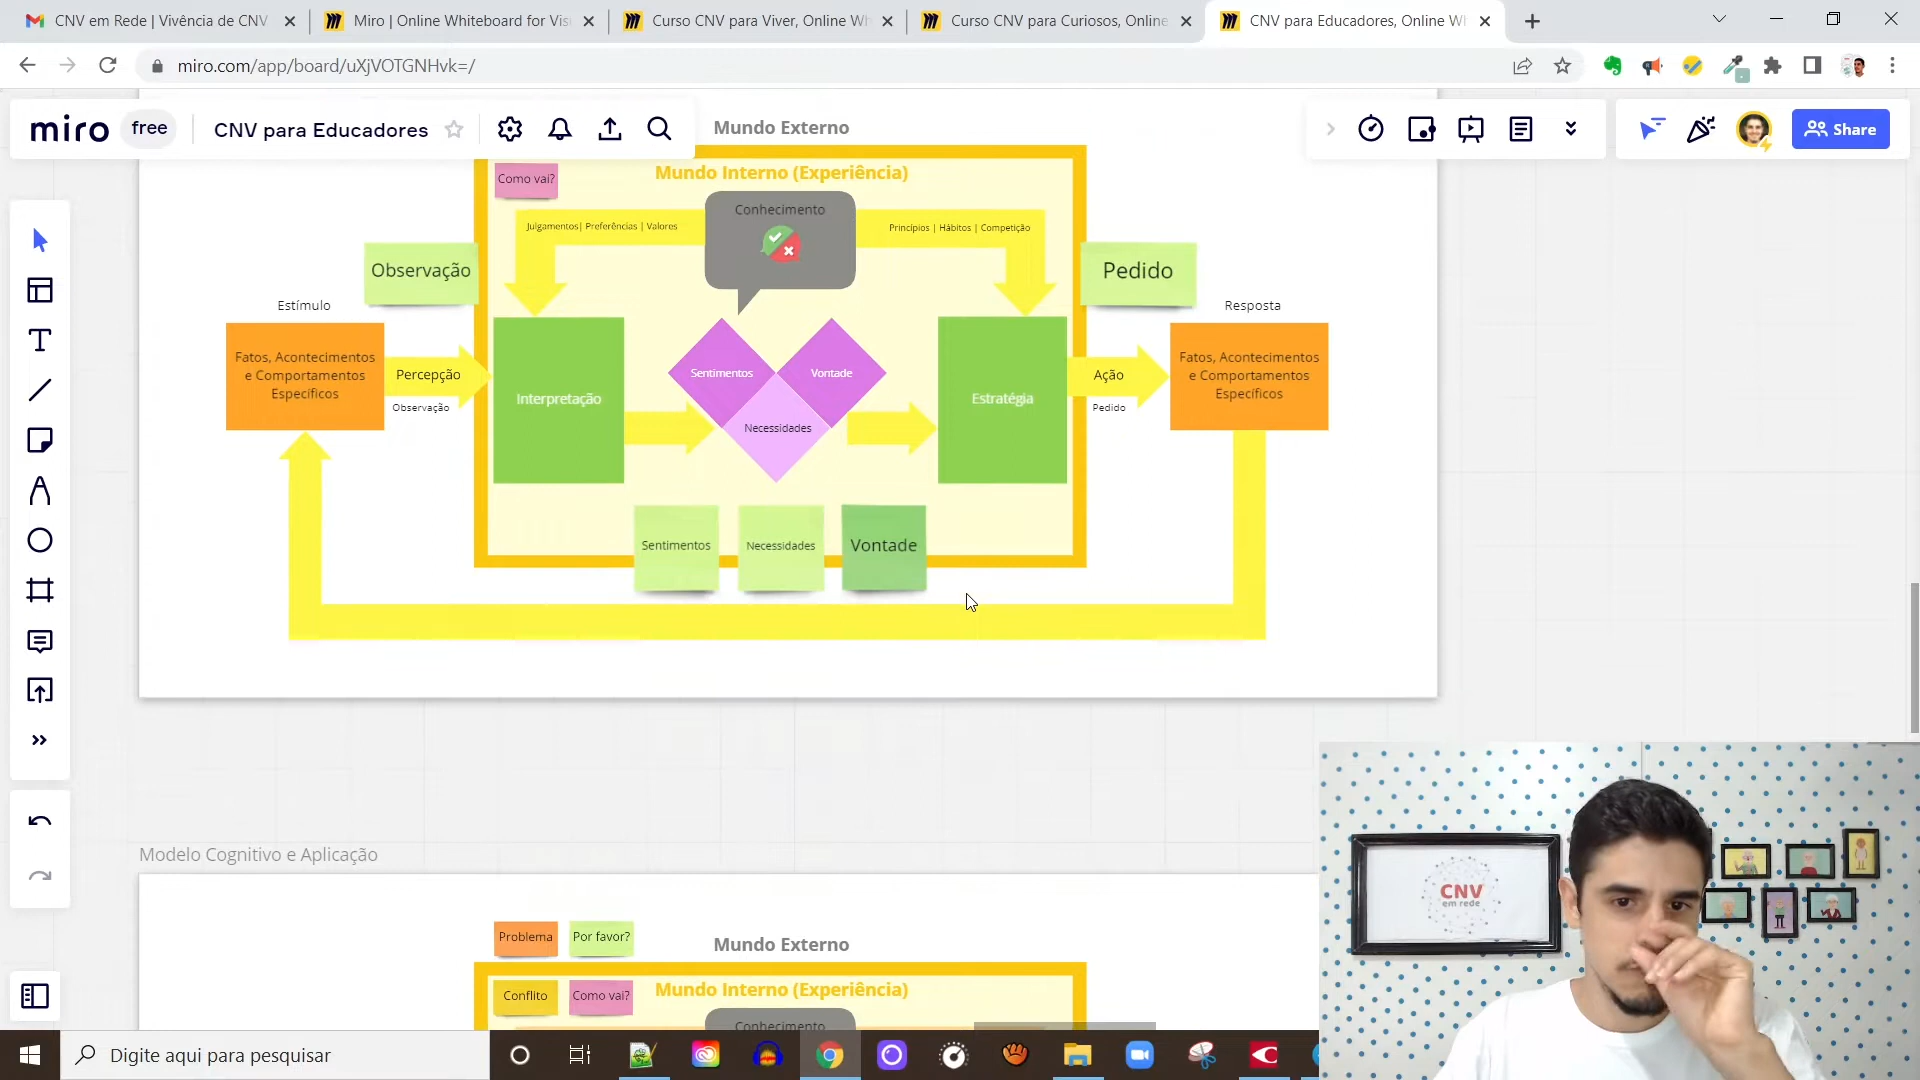 CNV em Rede | Vivência de CNV
Miro | Online Whiteboard for Vis
Curso CNV para Viver, Online Wh
Curso CNV para Curiosos, Online
CNV para Educadores, Online Wh
miro.com/app/board/uXjVOTGNHvk=/
miro
free
CNV para Educadores
Share
Mundo Externo
Como vai?
Mundo Interno (Experiência)
Conhecimento
Julgamentos| Preferências | Valores
Princípios | Hábitos | Competição
Observação
Pedido
Estímulo
Resposta
Fatos, Acontecimentos
e Comportamentos
Específicos
Percepção
Observação
Interpretação
Sentimentos
Vontade
Necessidades
Estratégia
Ação
Pedido
Fatos, Acontecimentos
e Comportamentos
Específicos
Sentimentos
Necessidades
Vontade
Modelo Cognitivo e Aplicação
Problema
Por favor?
Mundo Externo
Conflito
Como vai?
Mundo Interno (Experiência)
Conhecimento
CNV
em rede
Digite aqui para pesquisar